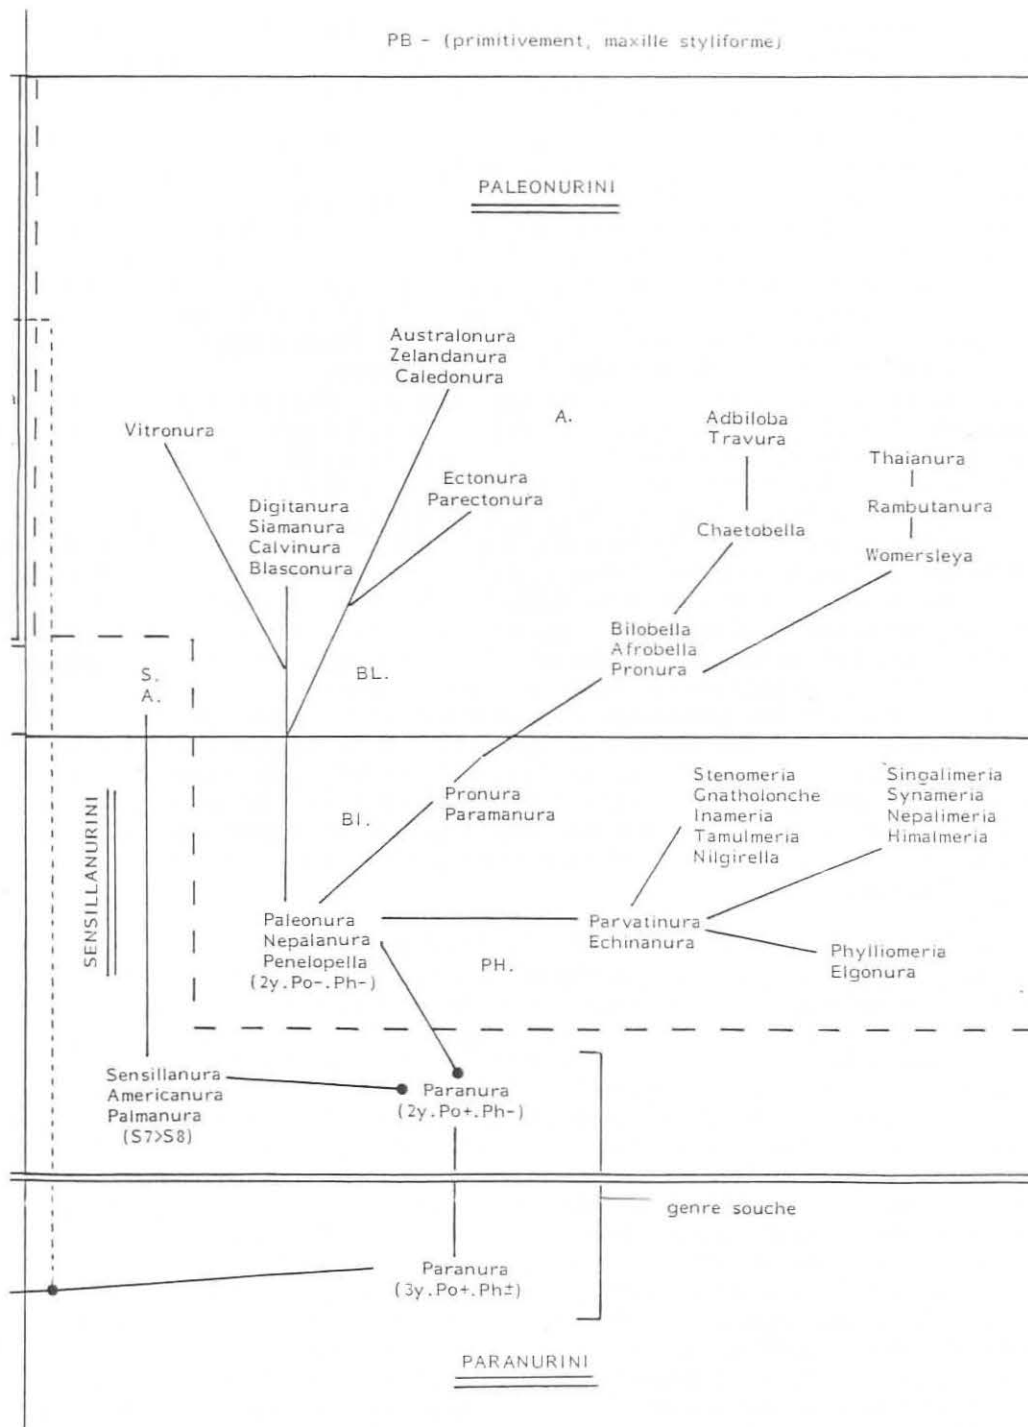 PB - (primitivement, maxille styliforme)
PALEONURINI
Australonura
Zelandanura
Caledonura
A.
Adbiloba
Travura
Vitronura
Thaianura
Ectonura
Parectonura
Digitanura
Siamanura
Calvinura
Blasconura
Rambutanura
Chaetobella
Womersleya
Bilobella
Afrobella
Pronura
S.
A.
BL.
SENSILLANURINI
Pronura
Paramanura
BI.
Stenomeria
Gnatholonche
Inameria
Tamulmeria
Nilgirella
Singalimeria
Synameria
Nepalimeria
Himalmeria
Paleonura
Nepalanura
Penelopella
(2y.Po-.Ph-)
Parvatinura
Echinanura
PH.
Phylliomeria
Elgonura
Sensillanura
Americanura
Palmanura
(S7>S8)
Paranura
(2y.Po+.Ph-)
genre souche
Paranura
(3y.Po+.Ph±)
PARANURINI